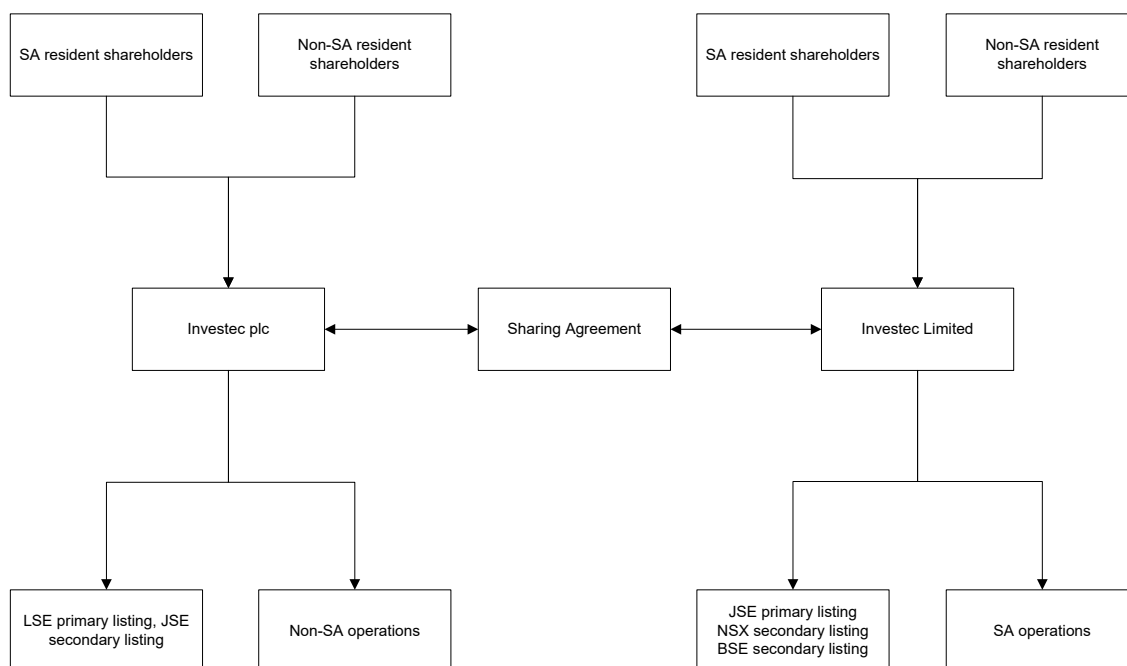 SA resident shareholders
Non-SA resident
shareholders
SA resident shareholders
Non-SA resident
shareholders
Investec plc
Sharing Agreement
Investec Limited
LSE primary listing, JSE
secondary listing
Non-SA operations
JSE primary listing
NSX secondary listing
BSE secondary listing
SA operations